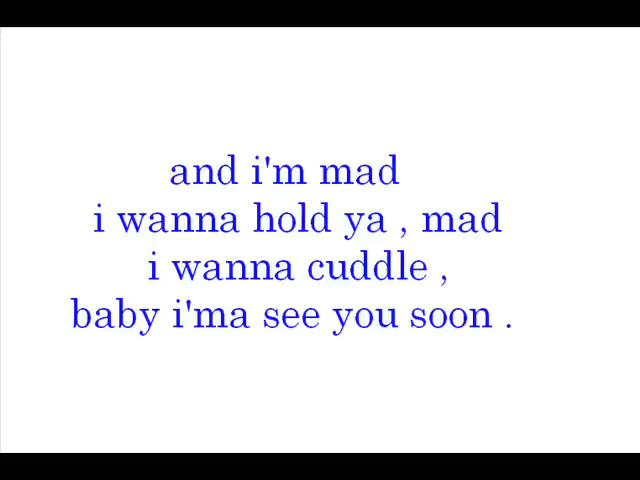 and i'm mad
i wanna hold ya , mad
i wanna cuddle ,
baby i'ma see you soon .